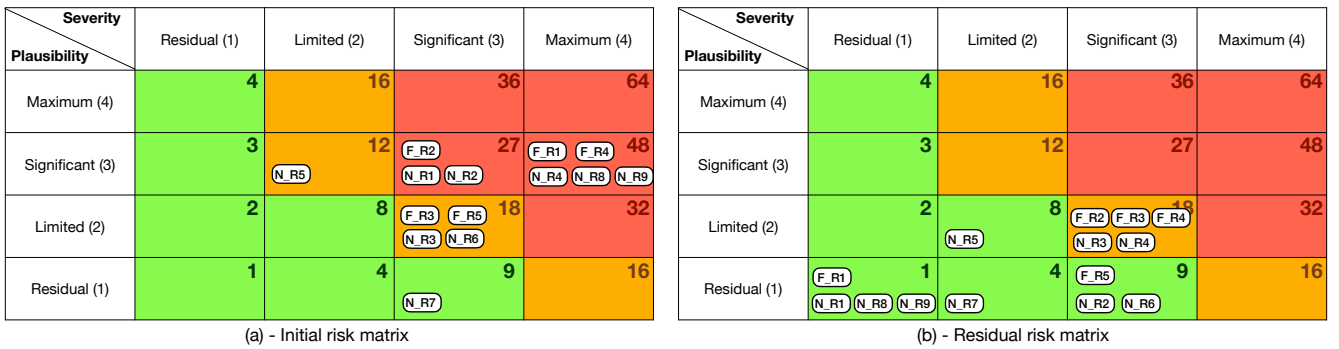 Severity
Plausibility
Residual (1) Limited (2) Significant (3) Maximum (4)
Maximum (4) 4 16 36 64
Significant (3) 3 12 27 48
F_R2 F_R1 F_R4
N_R5 N_R1 N_R2 N_R4 N_R8 N_R9
Limited (2) 2 8 18 32
F_R3 F_R5
N_R3 N_R6
Residual (1) 1 4 9 16
N_R7
(a) - Initial risk matrix
Severity
Plausibility
Residual (1) Limited (2) Significant (3) Maximum (4)
Maximum (4) 4 16 36 64
Significant (3) 3 12 27 48
Limited (2) 2 8 18 32
F_R2 F_R3 F_R4
N_R5 N_R3 N_R4
Residual (1) 1 4 9 16
F_R1 F_R5
N_R1 N_R8 N_R9 N_R7 N_R2 N_R6
(b) - Residual risk matrix